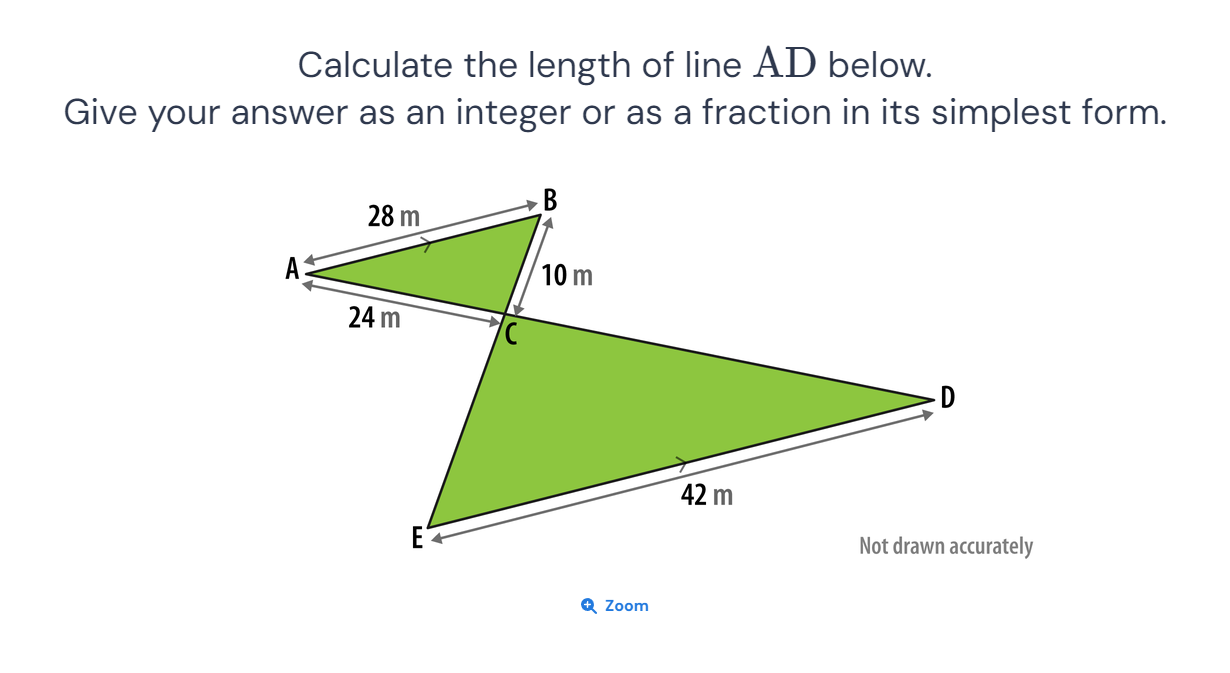 Calculate the length of line AD below.
Give your answer as an integer or as a fraction in its simplest form.
B
28 m
A
10 m
24 m
C
D
42 m
E
Not drawn accurately
Zoom